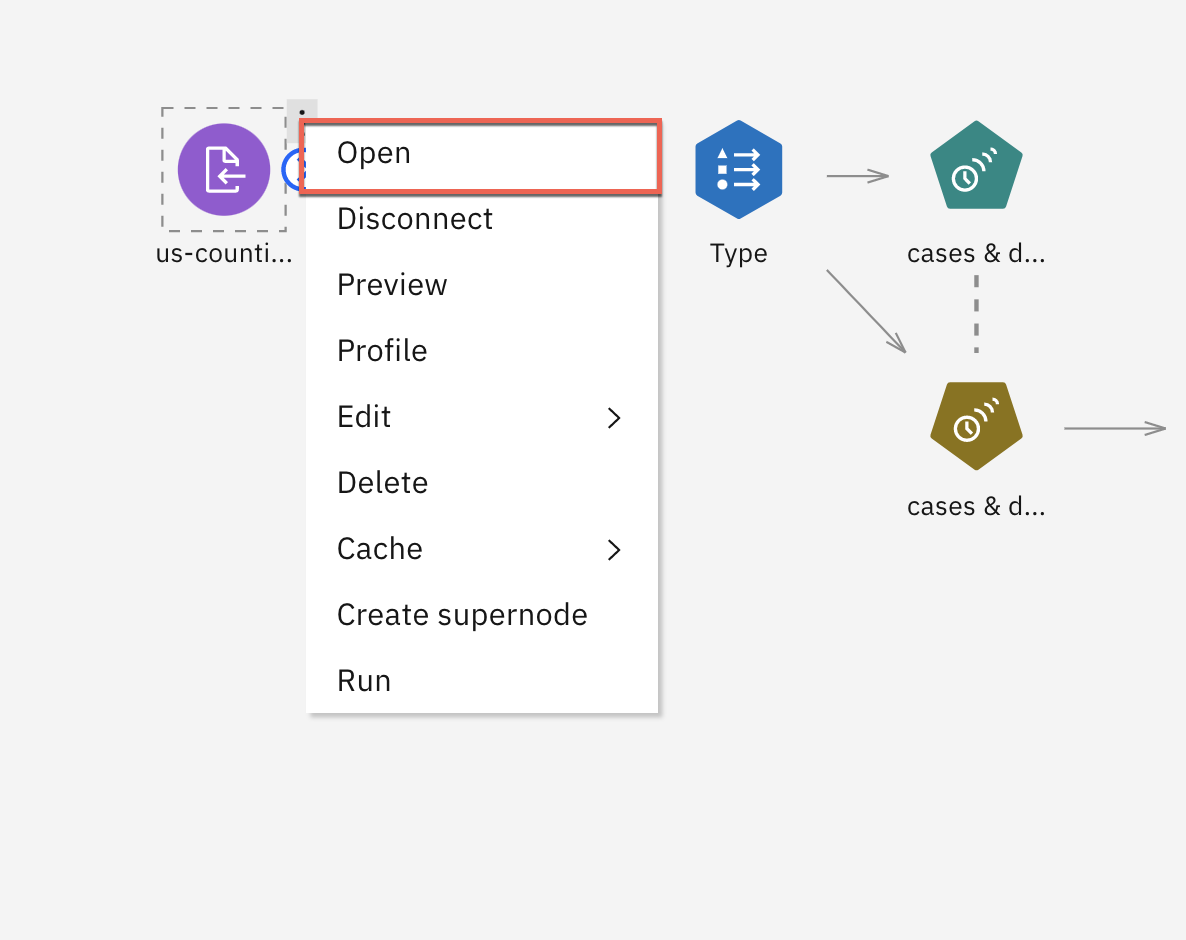 us-counti...
Open
Disconnect
Preview
Profile
Edit
Delete
Cache
Create supernode
Run
Type
cases & d...
cases & d...